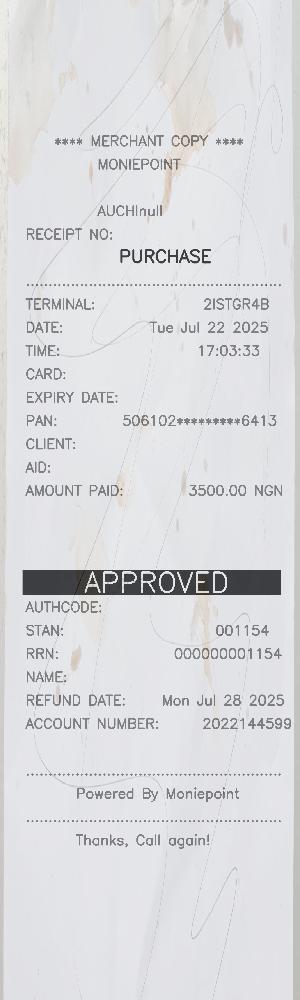 **** MERCHANT COPY ****
MONIEPOINT
AUCHInull
RECEIPT NO:
PURCHASE
TERMINAL: 2ISTGR4B
DATE: Tue Jul 22 2025
TIME: 17:03:33
CARD:
EXPIRY DATE:
PAN: 506102*********6413
CLIENT:
AID:
AMOUNT PAID: 3500.00 NGN
APPROVED
AUTHCODE:
STAN: 001154
RRN: 000000001154
NAME:
REFUND DATE: Mon Jul 28 2025
ACCOUNT NUMBER: 2022144599
Powered By Moniepoint
Thanks, Call again!